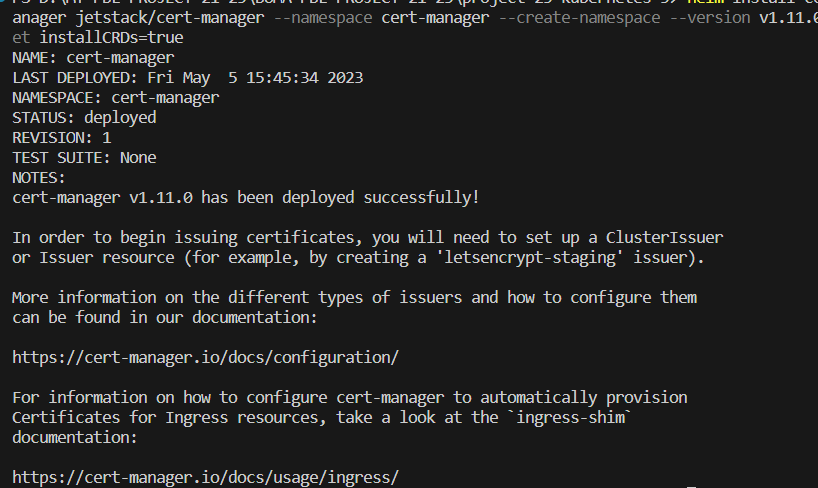 anager jetstack/cert-manager --namespace cert-manager --create-namespace --version v1.11.0
et installCRDs=true
NAME: cert-manager
LAST DEPLOYED: Fri May  5 15:45:34 2023
NAMESPACE: cert-manager
STATUS: deployed
REVISION: 1
TEST SUITE: None
NOTES:
cert-manager v1.11.0 has been deployed successfully!
In order to begin issuing certificates, you will need to set up a ClusterIssuer
or Issuer resource (for example, by creating a 'letsencrypt-staging' issuer).
More information on the different types of issuers and how to configure them
can be found in our documentation:
https://cert-manager.io/docs/configuration/
For information on how to configure cert-manager to automatically provision
Certificates for Ingress resources, take a look at the `ingress-shim`
documentation:
https://cert-manager.io/docs/usage/ingress/